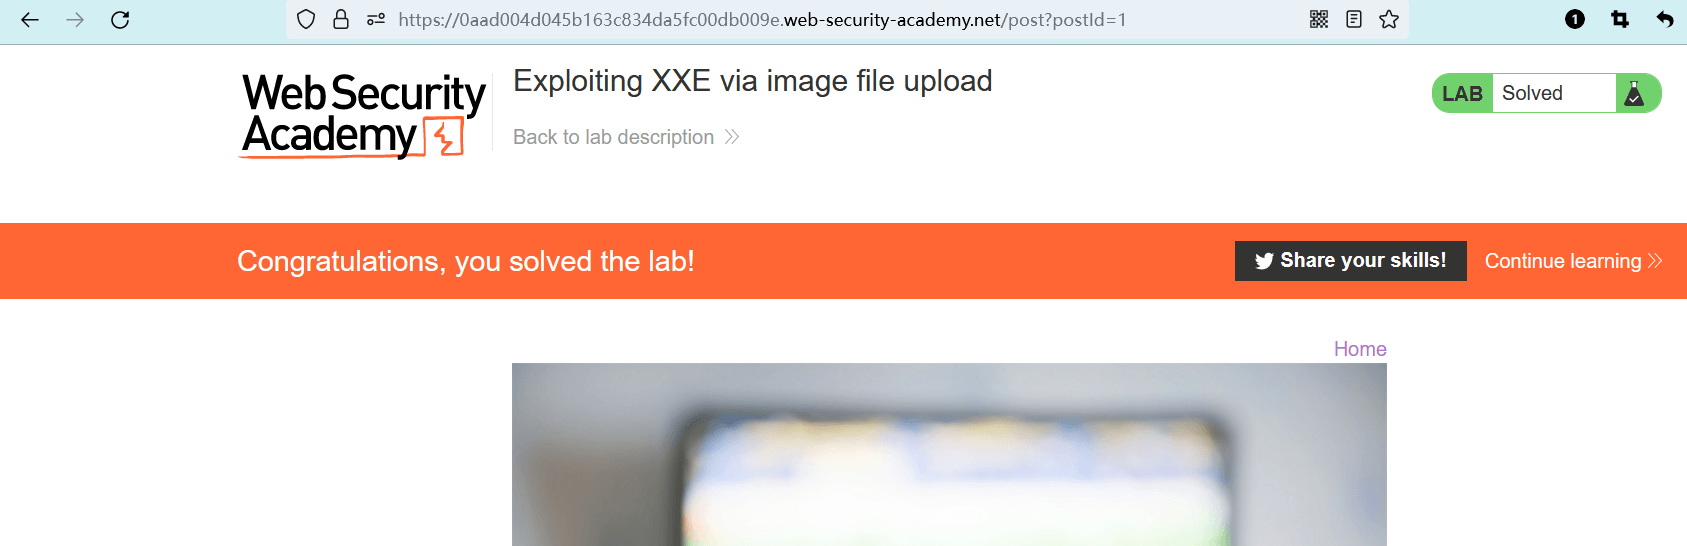 https://0aad004d045b163c834da5fc00db009e.web-security-academy.net/post?postId=1
1
Web Security
Academy
Exploiting XXE via image file upload
Back to lab description
LAB Solved
Congratulations, you solved the lab!
Share your skills!
Continue learning
Home